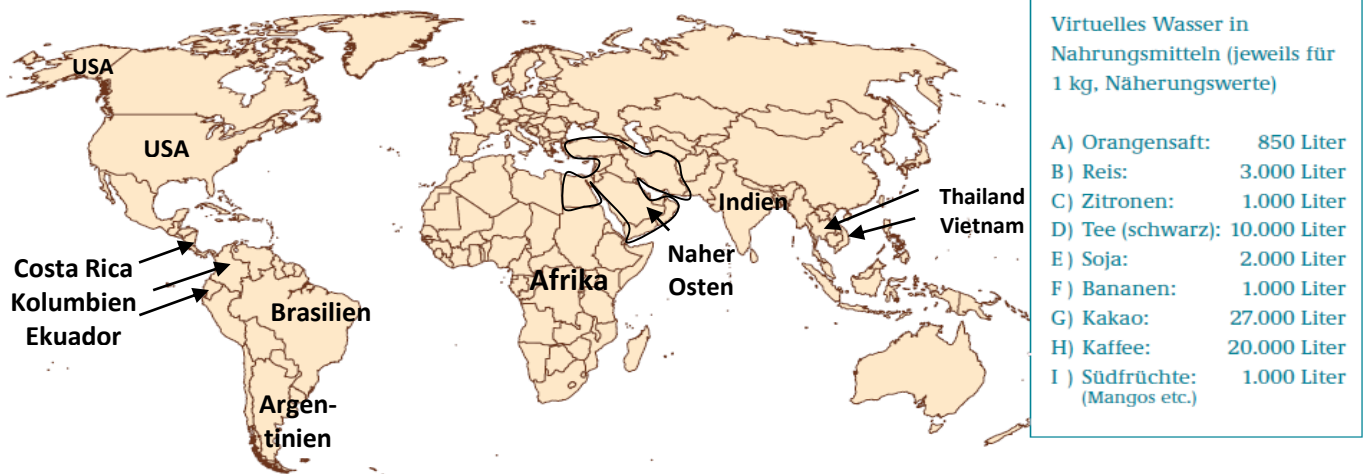 USA
USA
Costa Rica
Kolumbien
Ekuador
Brasilien
Argen-
tinien
Afrika
Naher
Osten
Indien
Thailand
Vietnam
Virtuelles Wasser in
Nahrungsmitteln (jeweils für
1 kg, Näherungswerte)
A) Orangensaft: 850 Liter
B) Reis: 3.000 Liter
C) Zitronen: 1.000 Liter
D) Tee (schwarz): 10.000 Liter
E) Soja: 2.000 Liter
F) Bananen: 1.000 Liter
G) Kakao: 27.000 Liter
H) Kaffee: 20.000 Liter
I) Südfrüchte: 1.000 Liter
(Mangos etc.)